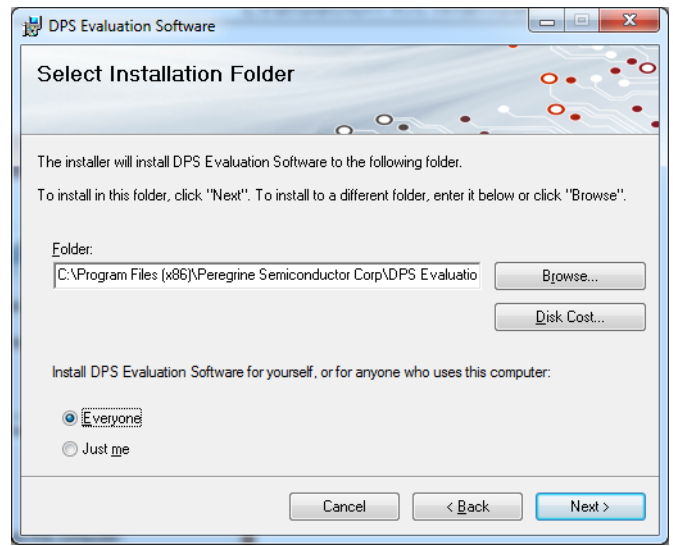 DPS Evaluation Software
Select Installation Folder
The installer will install DPS Evaluation Software to the following folder.
To install in this folder, click "Next". To install to a different folder, enter it below or click "Browse".
Folder:
C:\Program Files (x86)\Peregrine Semiconductor Corp\DPS Evaluatio
Browse...
Disk Cost...
Install DPS Evaluation Software for yourself, or for anyone who uses this computer:
Everyone
Just me
Cancel
< Back
Next >